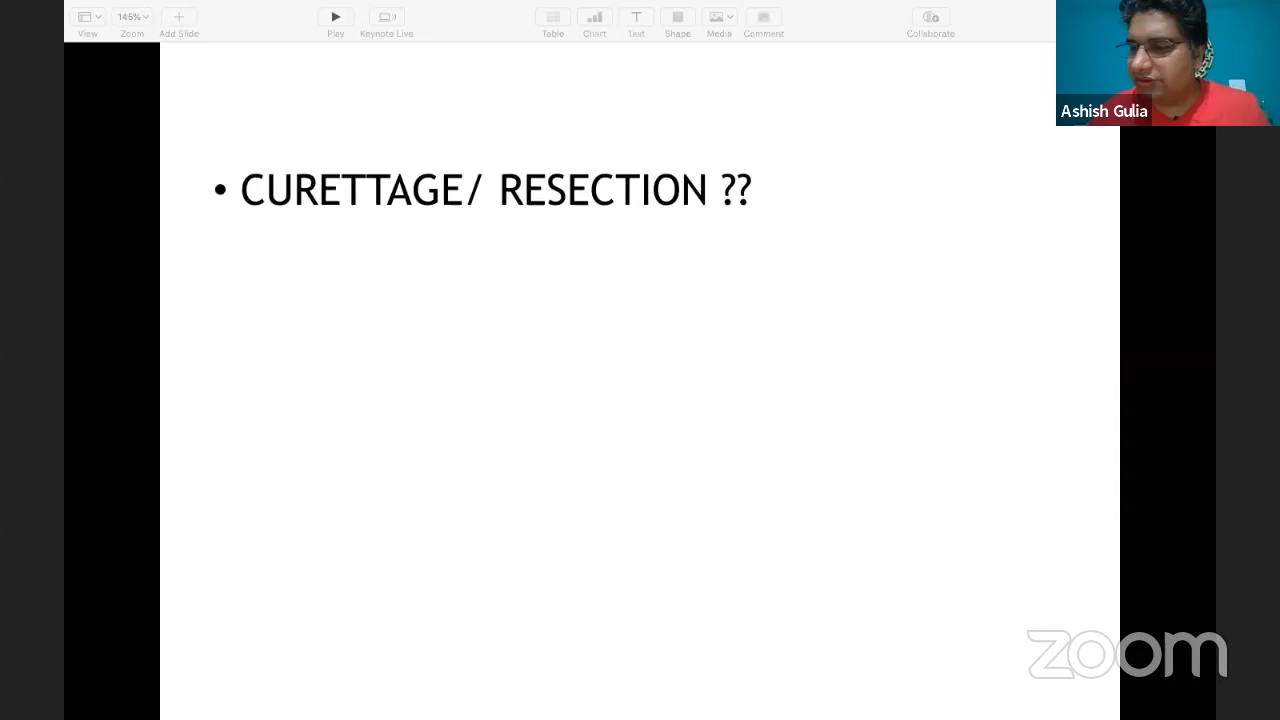 145%
View
Zoom
Add Slide
Play
Keynote Live
Table
Chart
Text
Shape
Media
Comment
Collaborate
Ashish Gulia
• CURETTAGE/ RESECTION ??
zoom